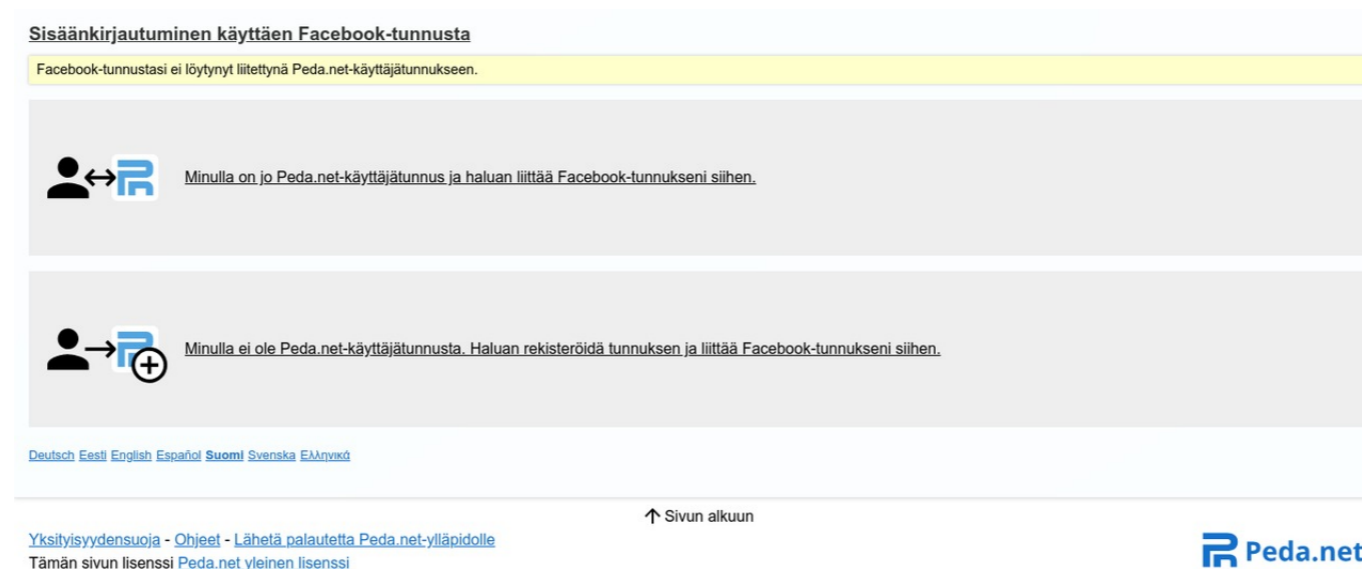 Sisäänkirjautuminen käyttäen Facebook-tunnusta
Facebook-tunnustasi ei löytynyt liitettynä Peda.net-käyttäjätunnukseen.
Minulla on jo Peda.net-käyttäjätunnus ja haluan liittää Facebook-tunnukseni siihen.
Minulla ei ole Peda.net-käyttäjätunnusta. Haluan rekisteröidä tunnuksen ja liittää Facebook-tunnukseni siihen.
Deutsch Eesti English Español Suomi Svenska Ελληνικά
Sivun alkuun
Yksityisyydensuoja - Ohjeet - Lähetä palautetta Peda.net-ylläpidolle
Tämän sivun lisenssi Peda.net yleinen lisenssi
Peda.net